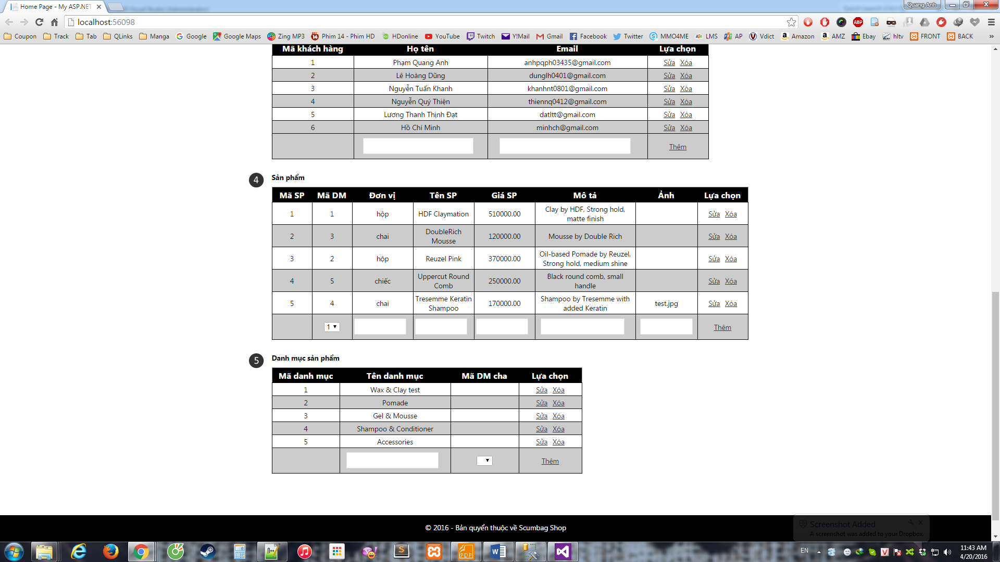 Home Page - My ASP.NET
Quang Anh
localhost:56098
Coupon Track Tab QLinks Manga Google Google Maps Zing MP3 Phim 14 - Phim HD HDonline YouTube Twitch Y!Mail Gmail Facebook Twitter MMO4ME LMS AP Vdict Amazon AMZ Ebay hltv FRONT BACK »
Mã khách hàng Họ tên Email Lựa chọn
1 Phạm Quang Anh anhpqph03435@gmail.com Sửa Xóa
2 Lê Hoàng Dũng dunglh0401@gmail.com Sửa Xóa
3 Nguyễn Tuấn Khanh khanhnt0801@gmail.com Sửa Xóa
4 Nguyễn Quý Thiện thiennq0412@gmail.com Sửa Xóa
5 Lương Thanh Thịnh Đạt datltt@gmail.com Sửa Xóa
6 Hồ Chí Minh minhch@gmail.com Sửa Xóa
Thêm
4 Sản phẩm
Mã SP Mã DM Đơn vị Tên SP Giá SP Mô tả Ảnh Lựa chọn
1 1 hộp HDF Claymation 510000.00 Clay by HDF, Strong hold, matte finish Sửa Xóa
2 3 chai DoubleRich Mousse 120000.00 Mousse by Double Rich Sửa Xóa
3 2 hộp Reuzel Pink 370000.00 Oil-based Pomade by Reuzel, Strong hold, medium shine Sửa Xóa
4 5 chiếc Uppercut Round Comb 250000.00 Black round comb, small handle Sửa Xóa
5 4 chai Tresemme Keratin Shampoo 170000.00 Shampoo by Tresemme with added Keratin test.jpg Sửa Xóa
1 Thêm
5 Danh mục sản phẩm
Mã danh mục Tên danh mục Mã DM cha Lựa chọn
1 Wax & Clay test Sửa Xóa
2 Pomade Sửa Xóa
3 Gel & Mousse Sửa Xóa
4 Shampoo & Conditioner Sửa Xóa
5 Accessories Sửa Xóa
Thêm
© 2016 - Bản quyền thuộc về Scumbag Shop
Screenshot Added
A screenshot was added to your Dropbox.
EN
11:43 AM
4/20/2016